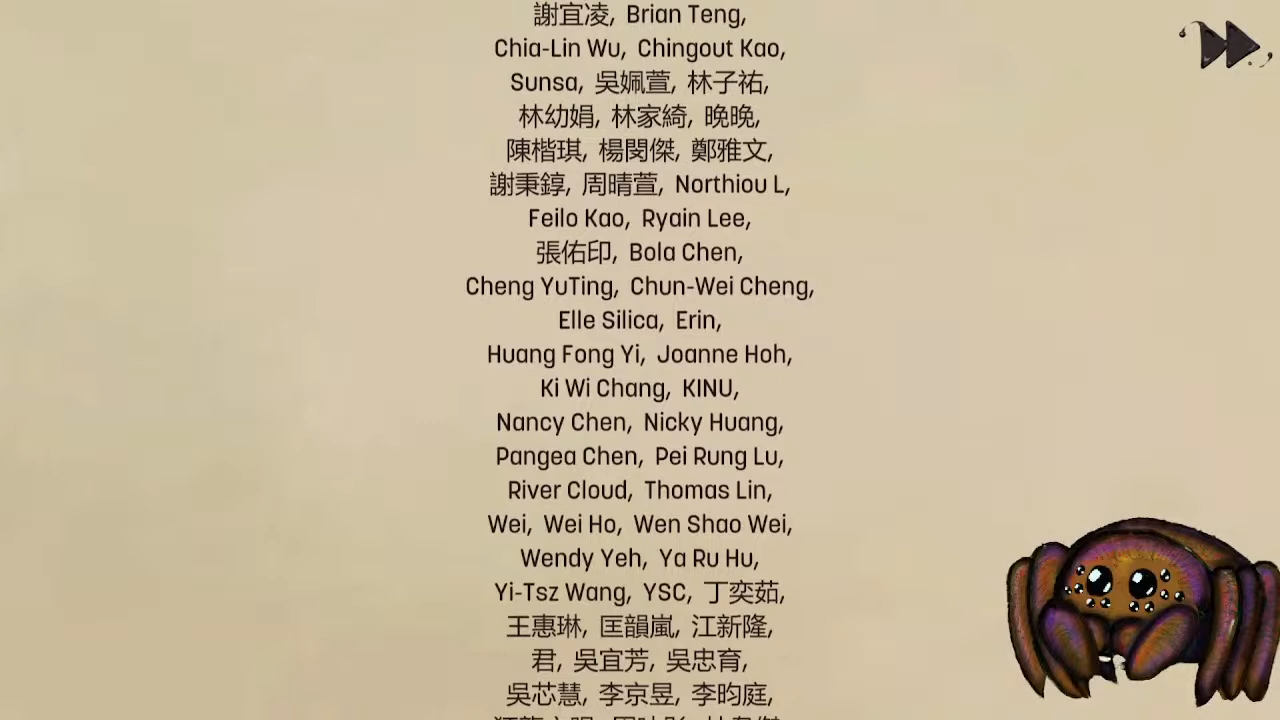 謝宜凌, Brian Teng,
Chia-Lin Wu, Chingout Kao,
Sunsa, 吳姵萱, 林子祐,
林幼娟, 林家綺, 晚晚,
陳楷琪, 楊閔傑, 鄭雅文,
謝秉錞, 周晴萱, Northiou L,
Feilo Kao, Ryain Lee,
張佑印, Bola Chen,
Cheng YuTing, Chun-Wei Cheng,
Elle Silica, Erin,
Huang Fong Yi, Joanne Hoh,
Ki Wi Chang, KINU,
Nancy Chen, Nicky Huang,
Pangea Chen, Pei Rung Lu,
River Cloud, Thomas Lin,
Wei, Wei Ho, Wen Shao Wei,
Wendy Yeh, Ya Ru Hu,
Yi-Tsz Wang, YSC, 丁奕茹,
王惠琳, 匡韻嵐, 江新隆,
君, 吳宜芳, 吳忠育,
吳芯慧, 李京昱, 李昀庭,